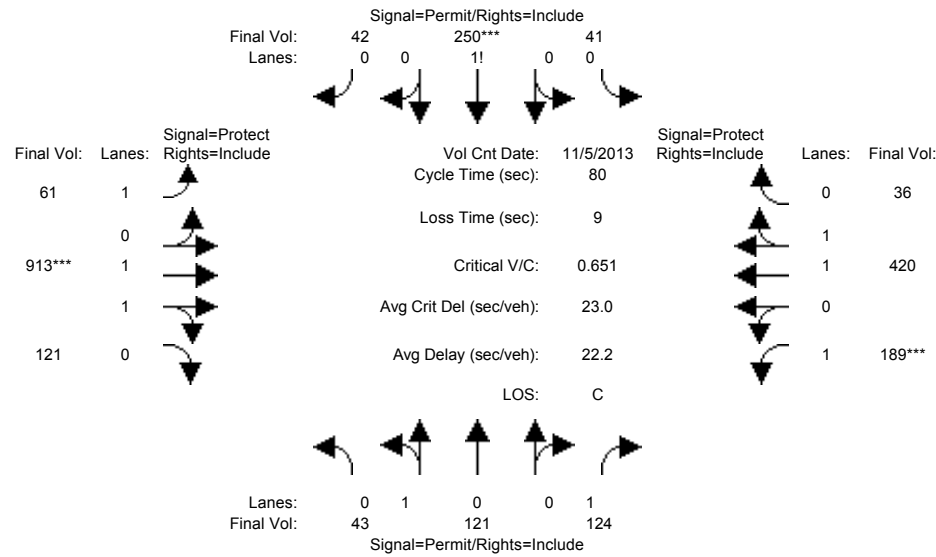 Signal=Permit/Rights=Include
Final Vol: 42 250*** 41
Lanes: 0 0 1! 0 0
Signal=Protect Signal=Protect
Final Vol: Lanes: Rights=Include Vol Cnt Date: 11/5/2013 Rights=Include Lanes: Final Vol:
Cycle Time (sec): 80
61 1 0 36
Loss Time (sec): 9
0 1
913*** 1 Critical V/C: 0.651 1 420
1 Avg Crit Del (sec/veh): 23.0 0
121 0 Avg Delay (sec/veh): 22.2 1 189***
LOS: C
Lanes: 0 1 0 0 1
Final Vol: 43 121 124
Signal=Permit/Rights=Include